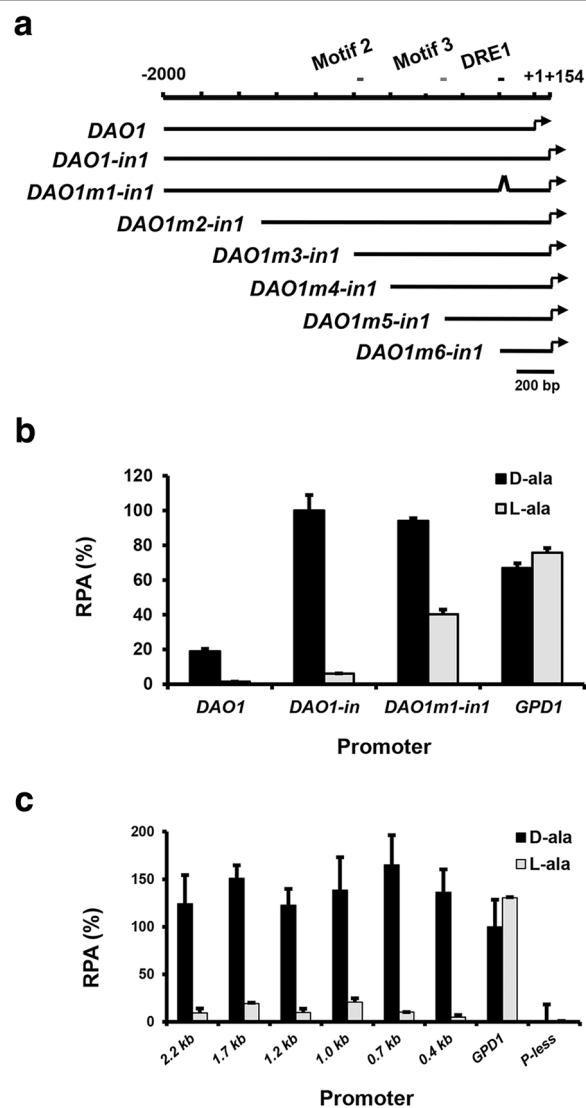 a
Motif 2 Motif 3 DRE1
-2000 +1+154
DAO1
DAO1-in1
DAO1m1-in1
DAO1m2-in1
DAO1m3-in1
DAO1m4-in1
DAO1m5-in1
DAO1m6-in1
200 bp
b
120
100
80
60
40
20
0
RPA (%)
D-ala
L-ala
DAO1 DAO1-in DAO1m1-in1 GPD1
Promoter
c
200
150
100
50
0
RPA (%)
D-ala
L-ala
2.2 kb 1.7 kb 1.2 kb 1.0 kb 0.7 kb 0.4 kb GPD1 P-less
Promoter